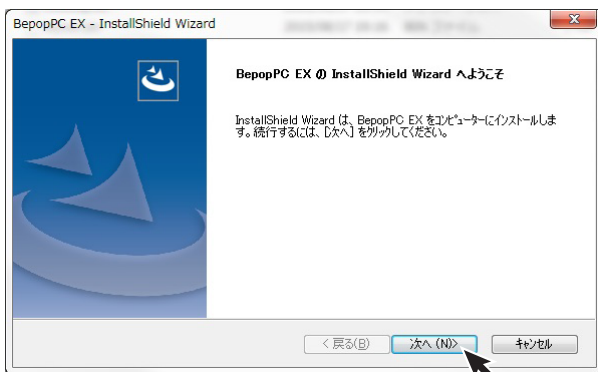 BepopPC EX - InstallShield Wizard
BepopPC EX の InstallShield Wizard へようこそ
InstallShield Wizard は、BepopPC EX をコンピューターにインストールしま
す。続行するには、[次へ] をクリックしてください。
< 戻る(B)
次へ (N)>
キャンセル